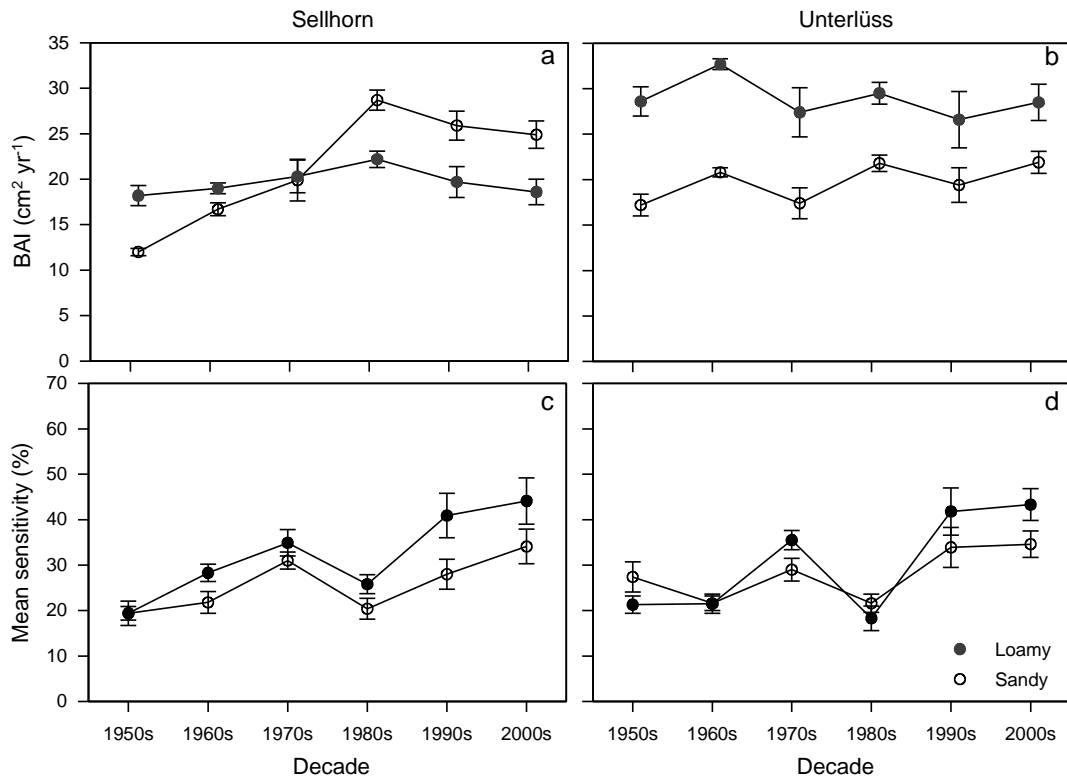 Sellhorn
Unterlüss
35
30
25
20
15
10
5
0
BAI (cm² yr⁻¹)
a
b
70
60
50
40
30
20
10
0
Mean sensitivity (%)
c
d
Loamy
Sandy
1950s 1960s 1970s 1980s 1990s 2000s
1950s 1960s 1970s 1980s 1990s 2000s
Decade
Decade